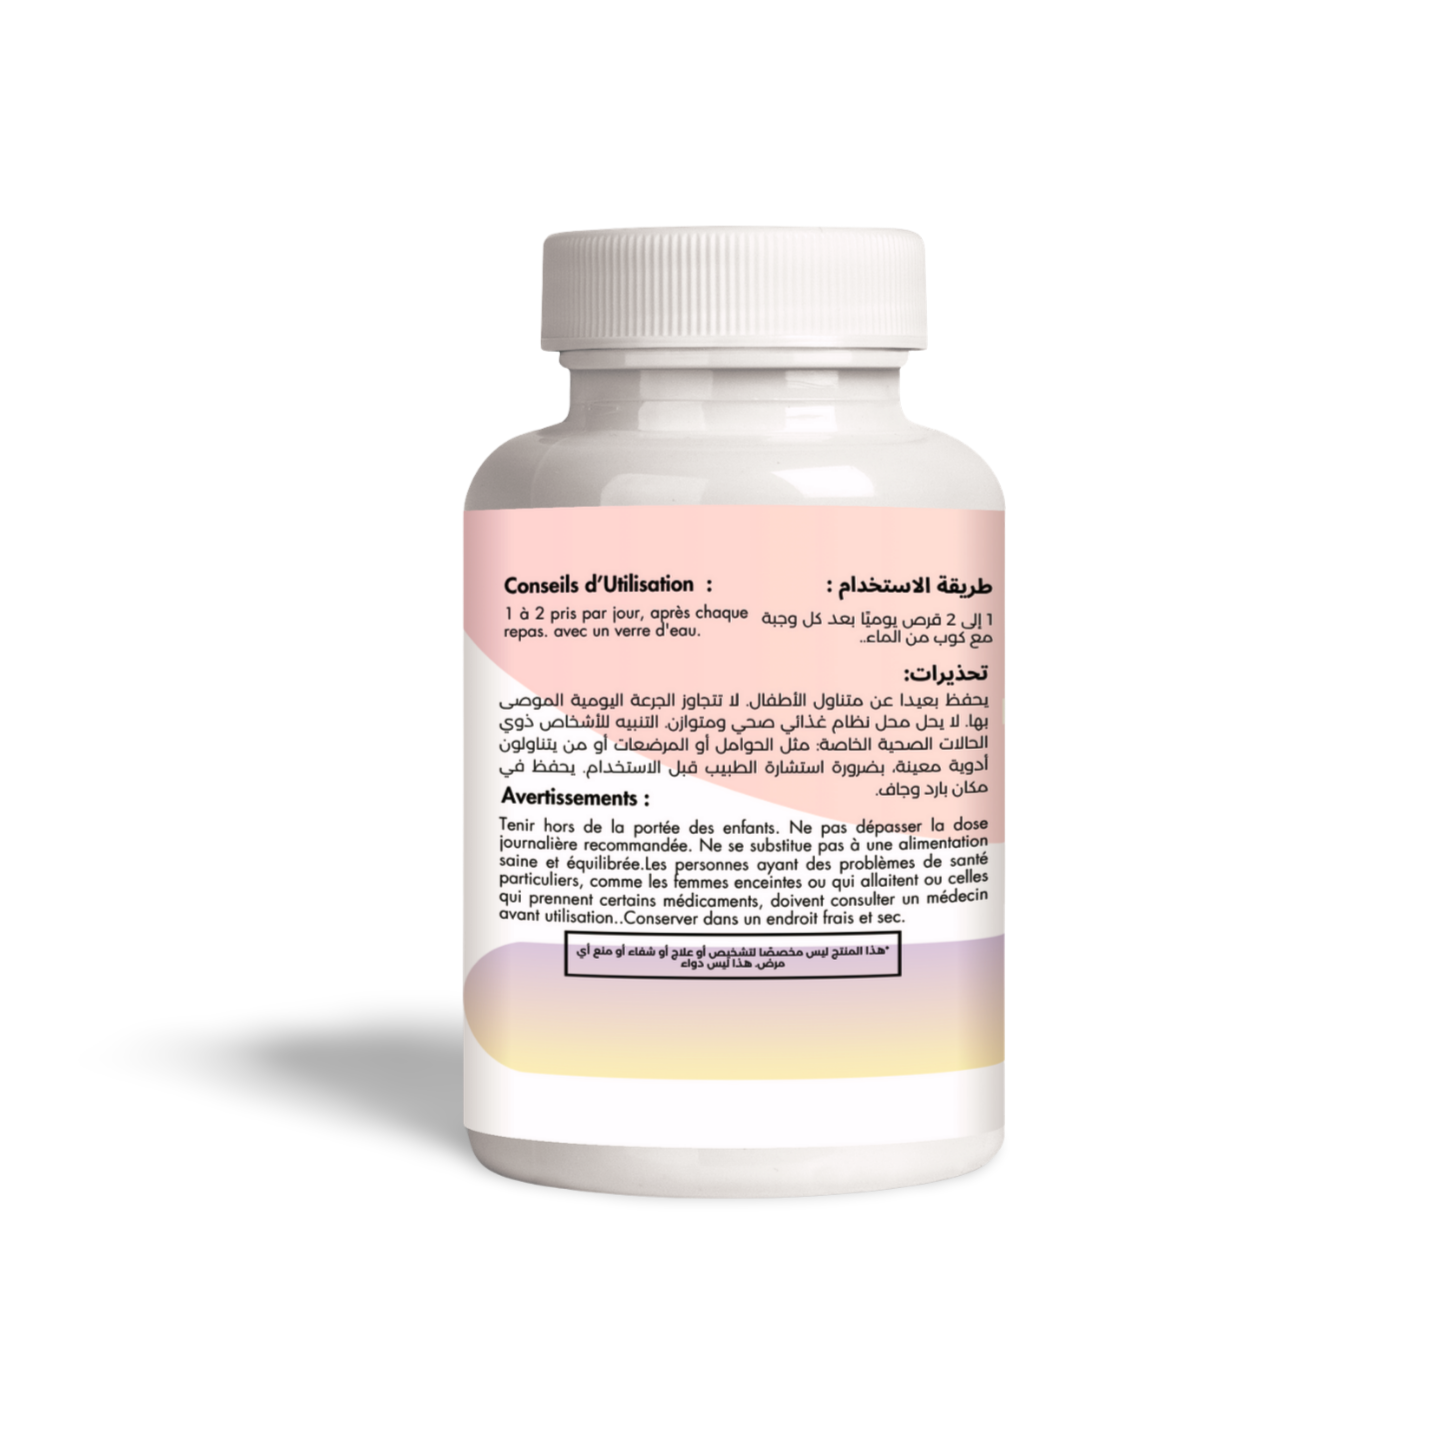 Conseils d’Utilisation :
1 à 2 pris par jour, après chaque
repas. avec un verre d'eau.
طريقة الاستخدام :
1 إلى 2 قرص يوميًا بعد كل وجبة
مع كوب من الماء..
تحذيرات:
يحفظ بعيدا عن متناول الأطفال. لا تتجاوز الجرعة اليومية الموصى
بها. لا يحل محل نظام غذائي صحي ومتوازن. التنبيه للأشخاص ذوي
الحالات الصحية الخاصة: مثل الحوامل أو المرضعات أو من يتناولون
أدوية معينة، بضرورة استشارة الطبيب قبل الاستخدام. يحفظ في
مكان بارد وجاف.
Avertissements :
Tenir hors de la portée des enfants. Ne pas dépasser la dose
journalière recommandée. Ne se substitue pas à une alimentation
saine et équilibrée.Les personnes ayant des problèmes de santé
particuliers, comme les femmes enceintes ou qui allaitent ou celles
qui prennent certains médicaments, doivent consulter un médecin
avant utilisation..Conserver dans un endroit frais et sec.
*هذا المنتج ليس مخصصًا لتشخيص أو علاج أو شفاء أو منع أي
مرض. هذا ليس دواء